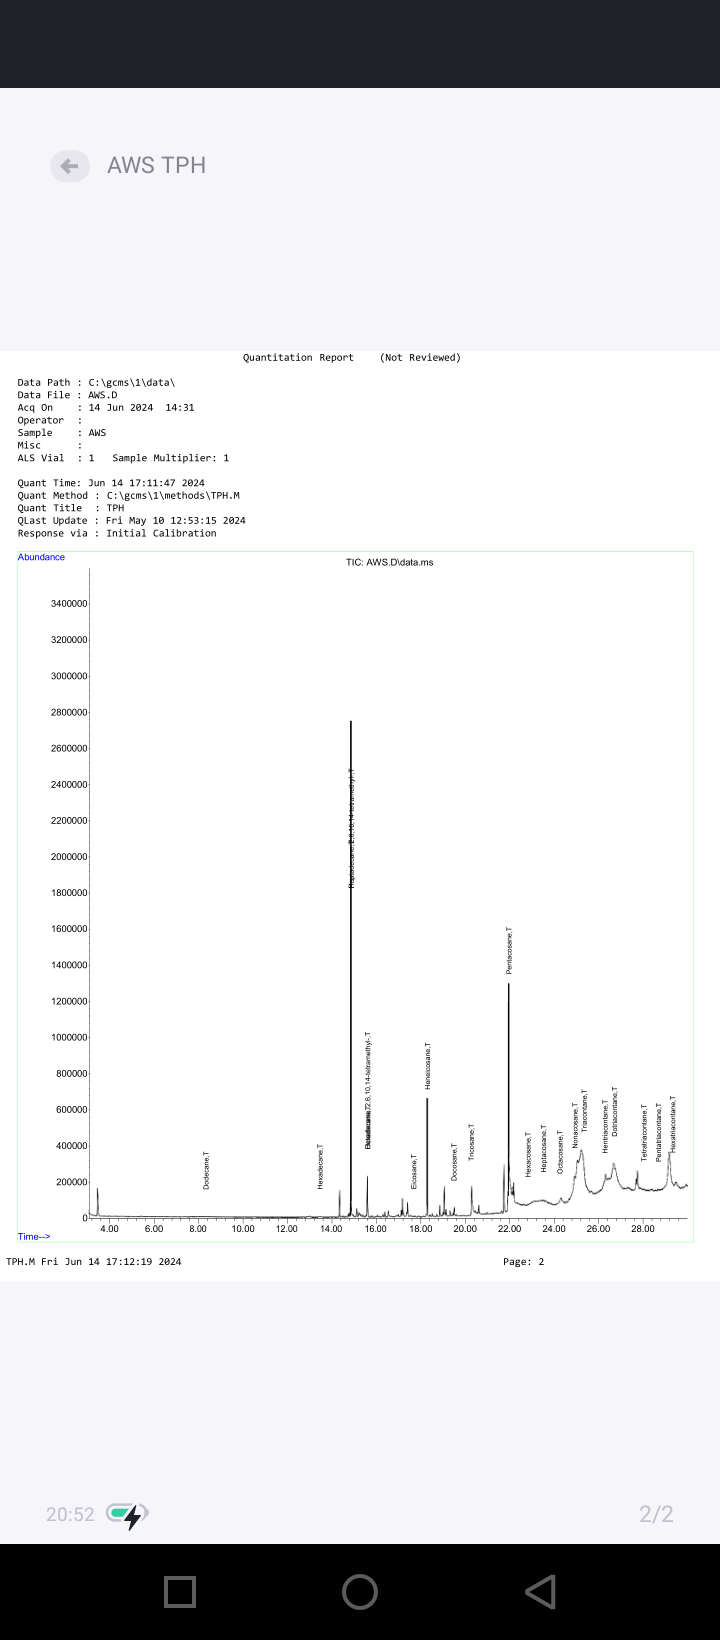 AWS TPH
Quantitation Report    (Not Reviewed)
Data Path : C:\gcms\1\data\
Data File : AWS.D
Acq On    : 14 Jun 2024  14:31
Operator  :
Sample    : AWS
Misc      :
ALS Vial  : 1   Sample Multiplier: 1
Quant Time: Jun 14 17:11:47 2024
Quant Method : C:\gcms\1\methods\TPH.M
Quant Title  : TPH
QLast Update : Fri May 10 12:53:15 2024
Response via : Initial Calibration
Abundance
TIC: AWS.D\data.ms
3400000
3200000
3000000
2800000
2600000
2400000
2200000
2000000
1800000
1600000
1400000
1200000
1000000
800000
600000
400000
200000
0
Dodecane,T
Hexadecane,T
2,6,10,14-tetramethyl-,T
Eicosane,T
Heneicosane,T
Docosane,T
Tricosane,T
Pentacosane,T
Hexacosane,T
Heptacosane,T
Octacosane,T
Nonacosane,T
Triacontane,T
Hentriacontane,T
Dotriacontane,T
Tetratriacontane,T
Pentatriacontane,T
Hexatriacontane,T
4.00 6.00 8.00 10.00 12.00 14.00 16.00 18.00 20.00 22.00 24.00 26.00 28.00
Time-->
TPH.M Fri Jun 14 17:12:19 2024
Page: 2
20:52
2/2